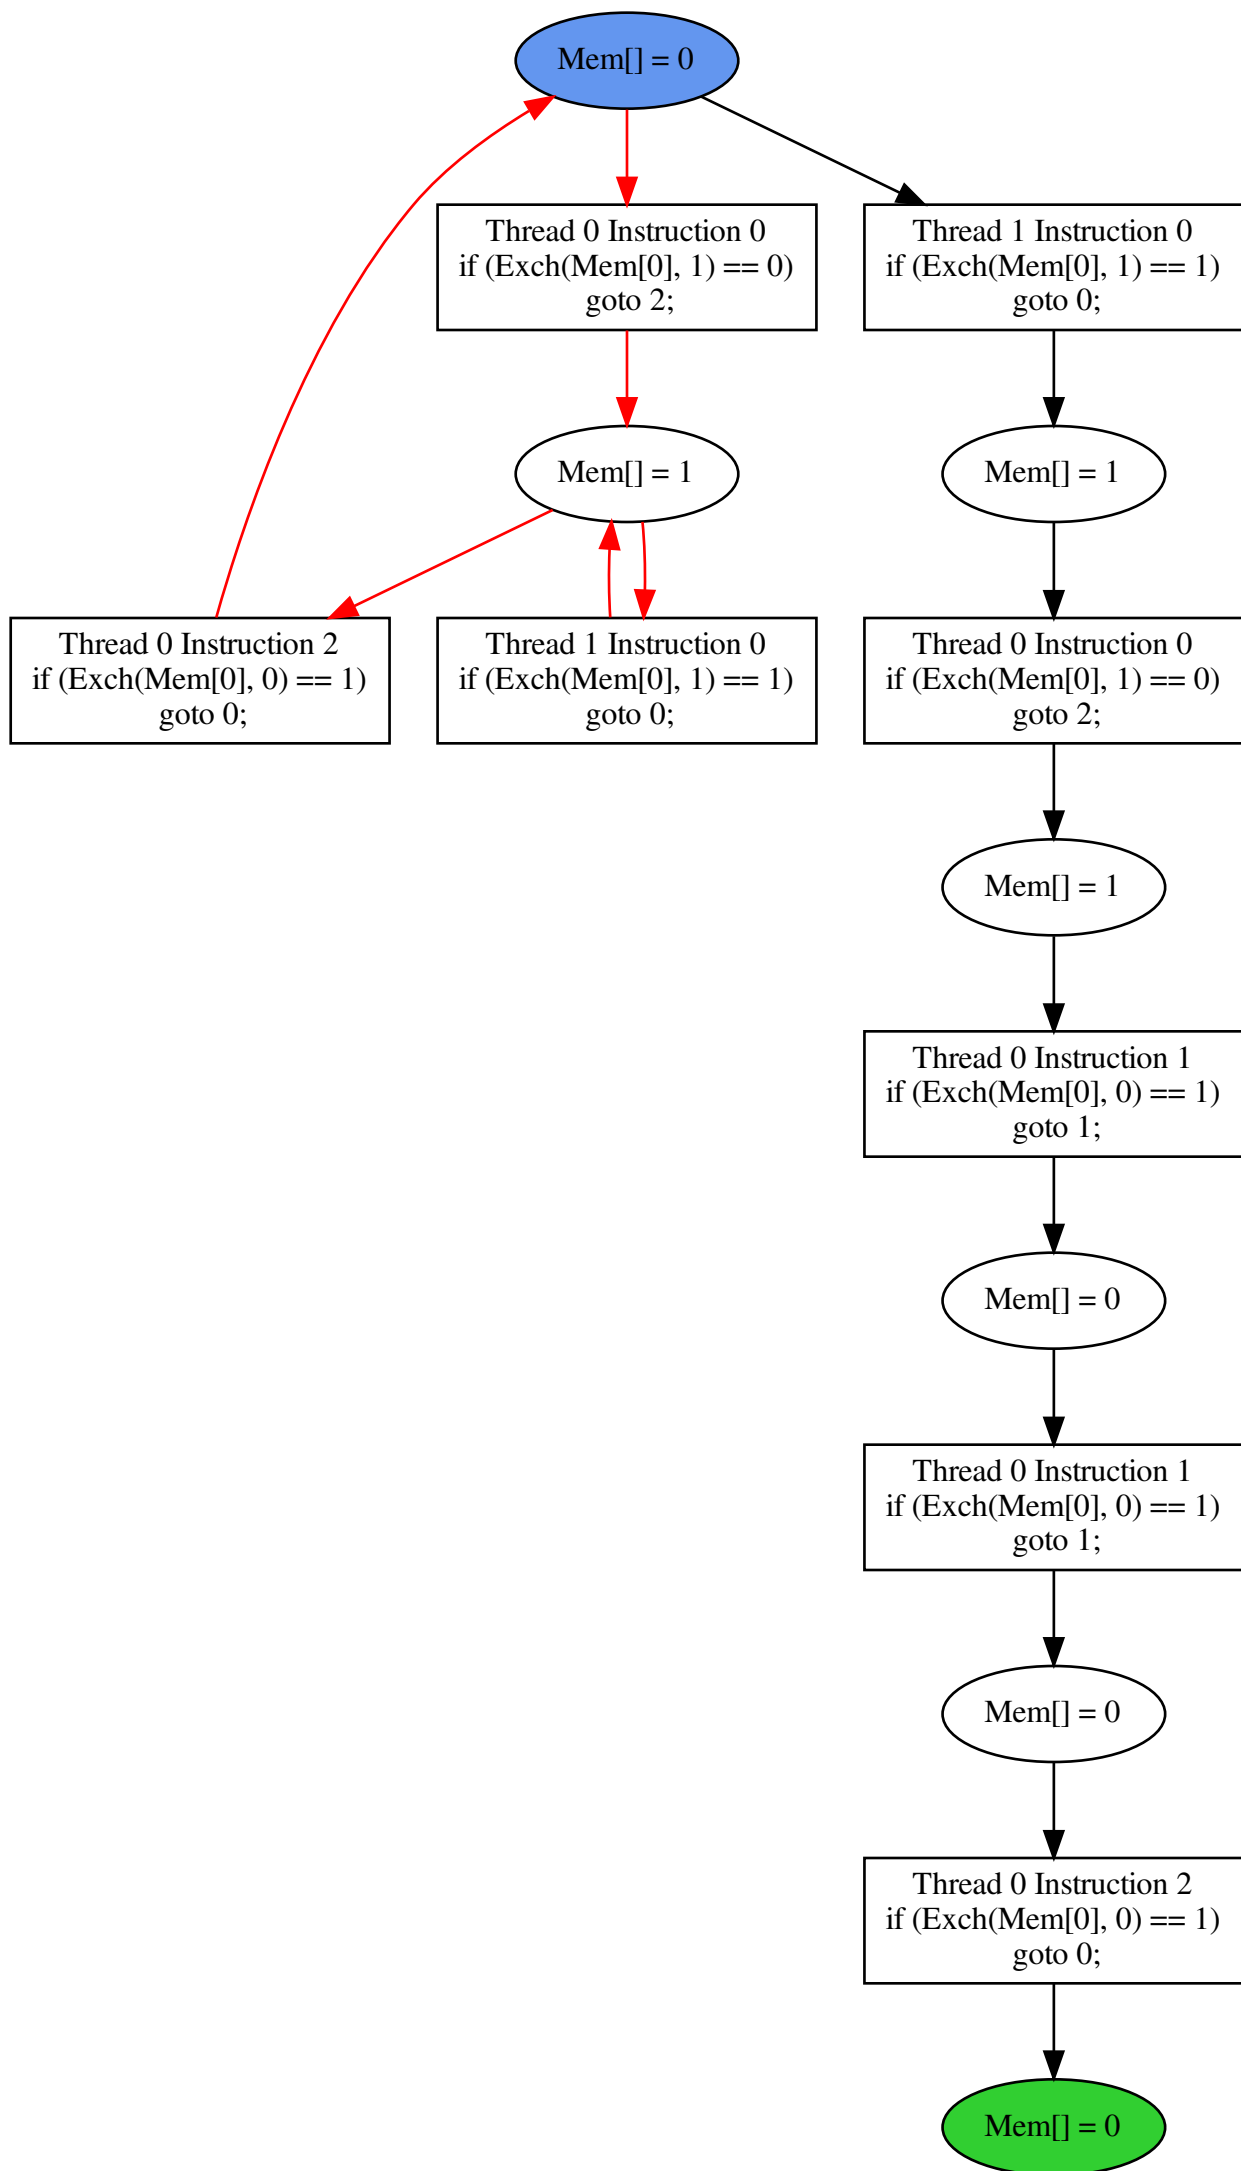 Mem[] = 0
Thread 0 Instruction 0
if (Exch(Mem[0], 1) == 0)
goto 2;
Thread 1 Instruction 0
if (Exch(Mem[0], 1) == 1)
goto 0;
Mem[] = 1
Mem[] = 1
Thread 0 Instruction 2
if (Exch(Mem[0], 0) == 1)
goto 0;
Thread 1 Instruction 0
if (Exch(Mem[0], 1) == 1)
goto 0;
Thread 0 Instruction 0
if (Exch(Mem[0], 1) == 0)
goto 2;
Mem[] = 1
Thread 0 Instruction 1
if (Exch(Mem[0], 0) == 1)
goto 1;
Mem[] = 0
Thread 0 Instruction 1
if (Exch(Mem[0], 0) == 1)
goto 1;
Mem[] = 0
Thread 0 Instruction 2
if (Exch(Mem[0], 0) == 1)
goto 0;
Mem[] = 0